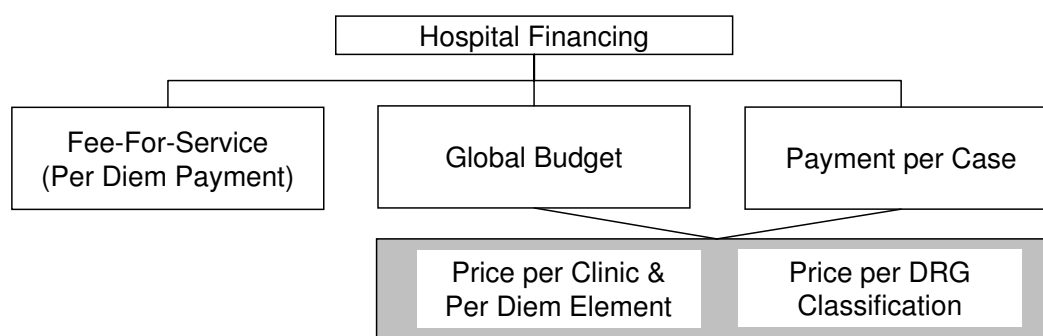 Hospital Financing
Fee-For-Service
(Per Diem Payment)
Global Budget
Payment per Case
Price per Clinic &
Per Diem Element
Price per DRG
Classification